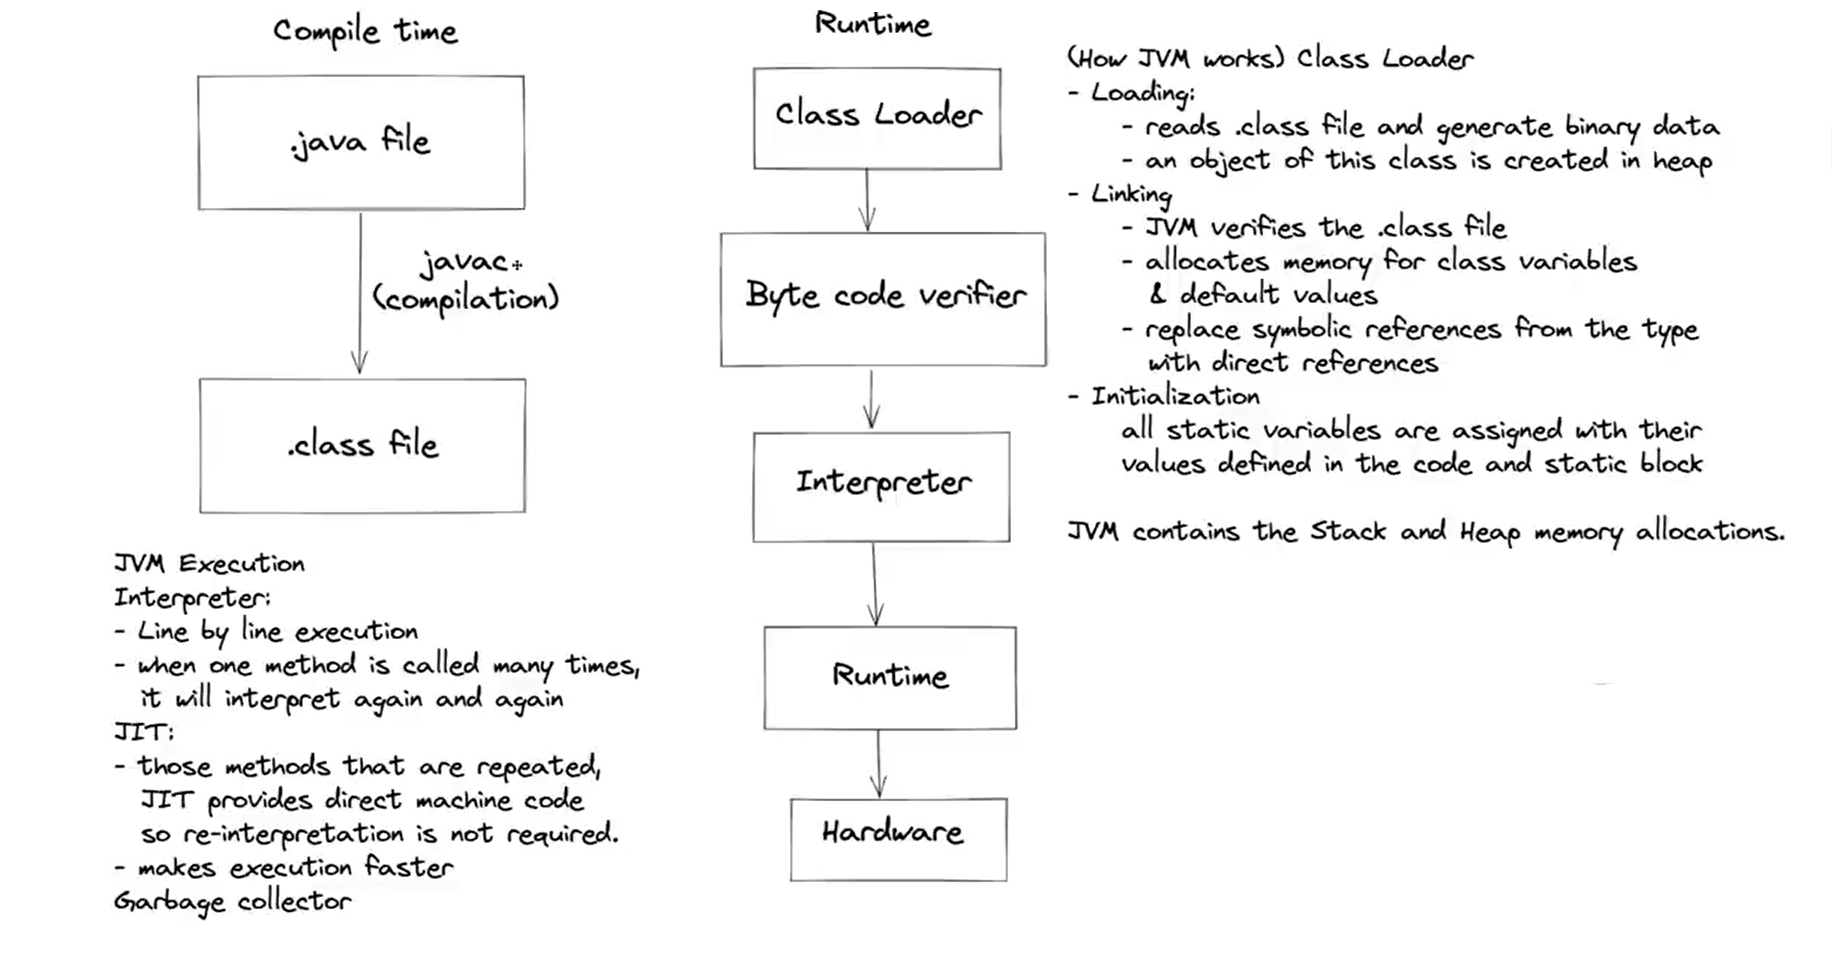 Compile time
.java file
javac
(compilation)
.class file
JVM Execution
Interpreter:
- Line by line execution
- when one method is called many times,
it will interpret again and again
JIT:
- those methods that are repeated,
JIT provides direct machine code
so re-interpretation is not required.
- makes execution faster
Garbage collector
Runtime
Class Loader
Byte code verifier
Interpreter
Runtime
Hardware
(How JVM works) Class Loader
- Loading:
- reads .class file and generate binary data
- an object of this class is created in heap
- Linking
- JVM verifies the .class file
- allocates memory for class variables
& default values
- replace symbolic references from the type
with direct references
- Initialization
all static variables are assigned with their
values defined in the code and static block
JVM contains the Stack and Heap memory allocations.